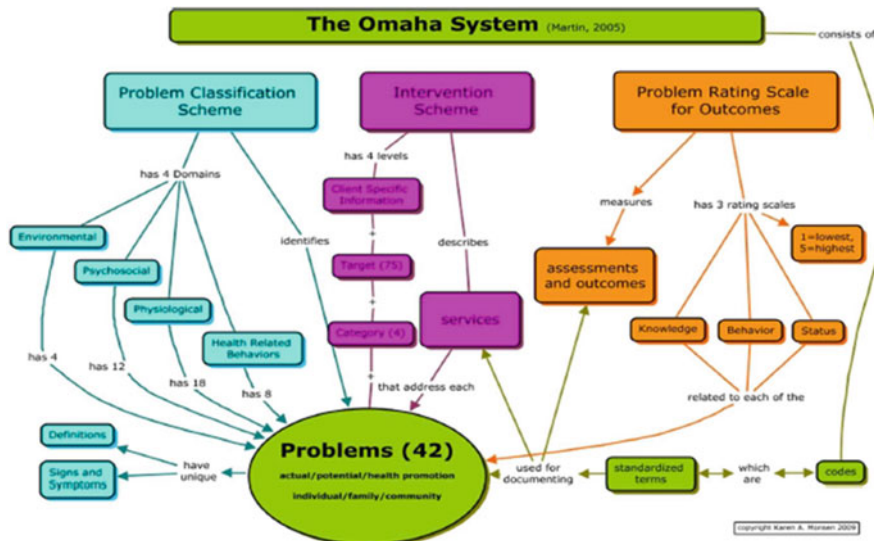 The Omaha System (Martin, 2005)
consists of
Problem Classification
Scheme
Intervention
Scheme
Problem Rating Scale
for Outcomes
has 4 Domains
has 4 levels
Client Specific
Information
measures
has 3 rating scales
1=lowest,
5=highest
Environmental
identifies
+
describes
Psychosocial
Target (75)
assessments
and outcomes
Physiological
+
services
Category (4)
Knowledge
Behavior
Status
Health Related
Behaviors
has 4
has 12
has 18
has 8
+
that address each
related to each of the
Definitions
Signs and
Symptoms
have
unique
Problems (42)
actual/potential/health promotion
individual/family/community
used for
documenting
standardized
terms
which
are
codes
copyright Karen A. Monsen 2009